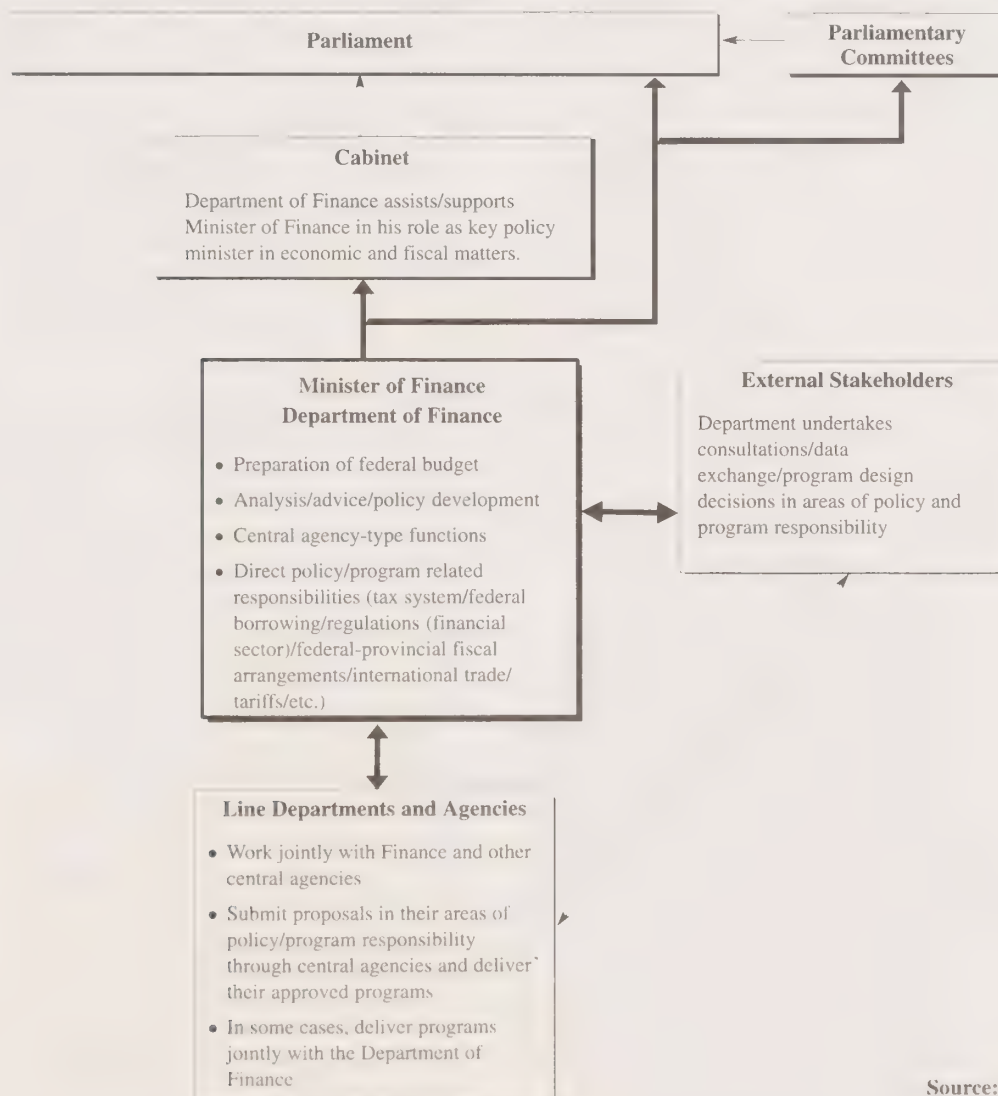 Parliament
Parliamentary
Committees
Cabinet
Department of Finance assists/supports
Minister of Finance in his role as key policy
minister in economic and fiscal matters.
Minister of Finance
Department of Finance
• Preparation of federal budget
• Analysis/advice/policy development
• Central agency-type functions
• Direct policy/program related
responsibilities (tax system/federal
borrowing/regulations (financial
sector)/federal-provincial fiscal
arrangements/international trade/
tariffs/etc.)
External Stakeholders
Department undertakes
consultations/data
exchange/program design
decisions in areas of policy and
program responsibility
Line Departments and Agencies
• Work jointly with Finance and other
central agencies
• Submit proposals in their areas of
policy/program responsibility
through central agencies and deliver
their approved programs
• In some cases, deliver programs
jointly with the Department of
Finance
Source: